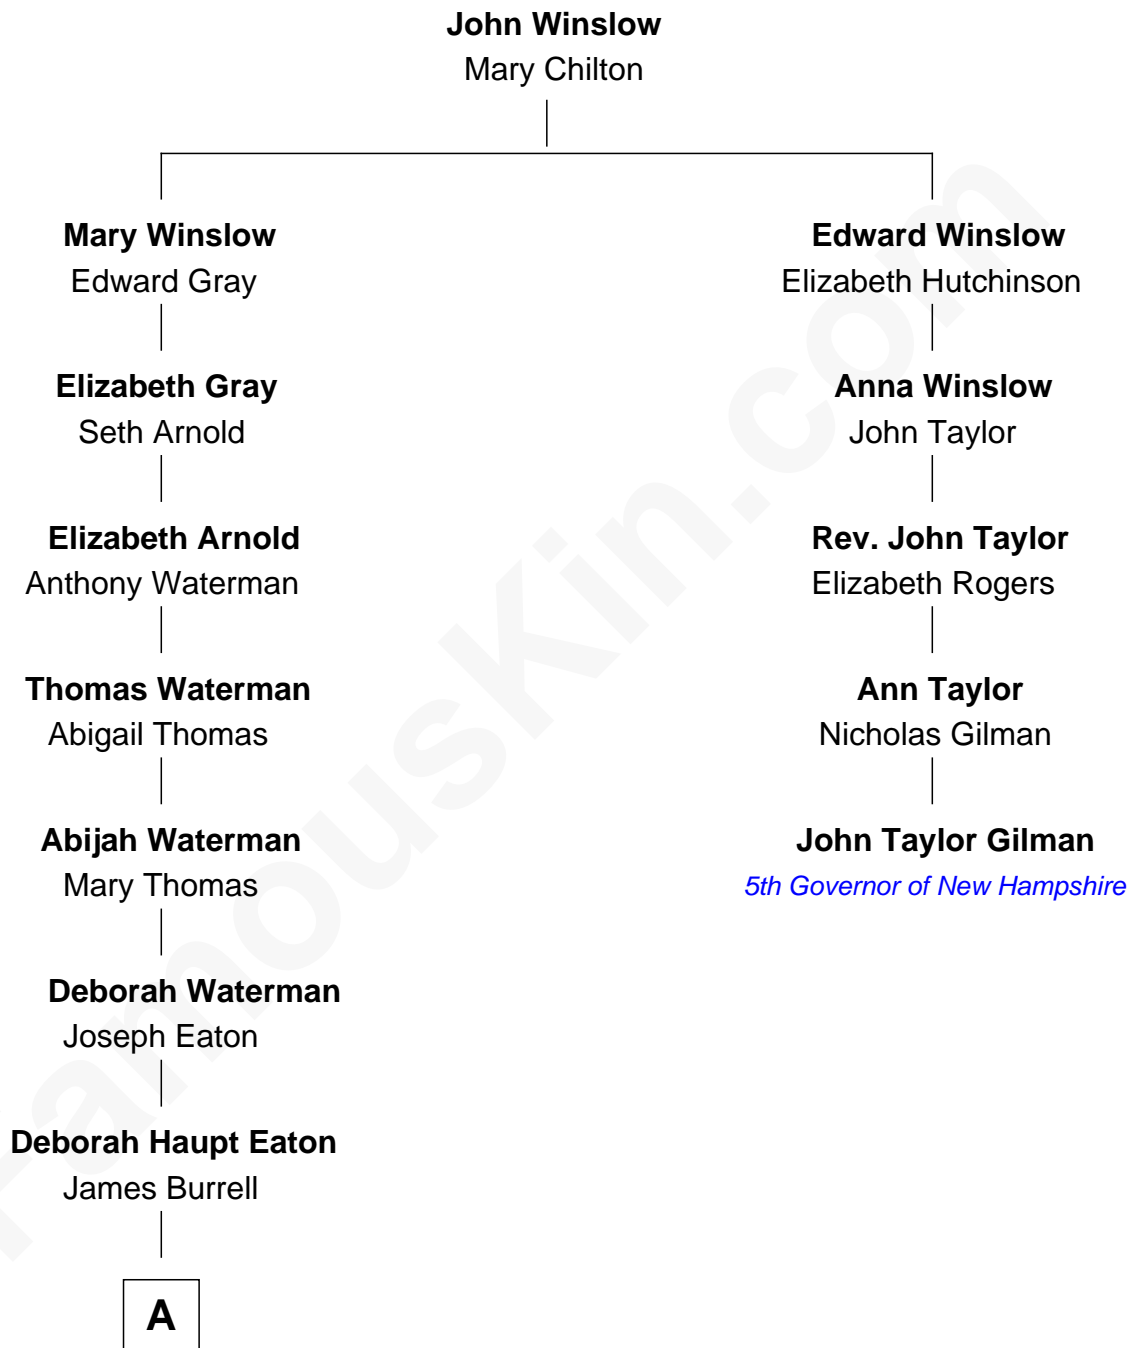 John Winslow
Mary Chilton
Mary Winslow
Edward Gray
Elizabeth Gray
Seth Arnold
Elizabeth Arnold
Anthony Waterman
Thomas Waterman
Abigail Thomas
Abijah Waterman
Mary Thomas
Deborah Waterman
Joseph Eaton
Deborah Haupt Eaton
James Burrell
A
Edward Winslow
Elizabeth Hutchinson
Anna Winslow
John Taylor
Rev. John Taylor
Elizabeth Rogers
Ann Taylor
Nicholas Gilman
John Taylor Gilman
5th Governor of New Hampshire
FamousKin.com